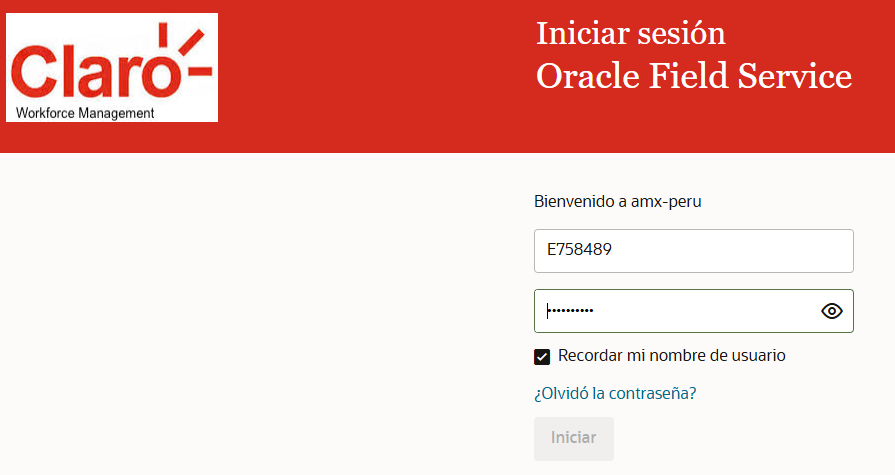 Claro
Workforce Management
Iniciar sesión
Oracle Field Service
Bienvenido a amx-peru
E758489
••••••••••
Recordar mi nombre de usuario
¿Olvidó la contraseña?
Iniciar